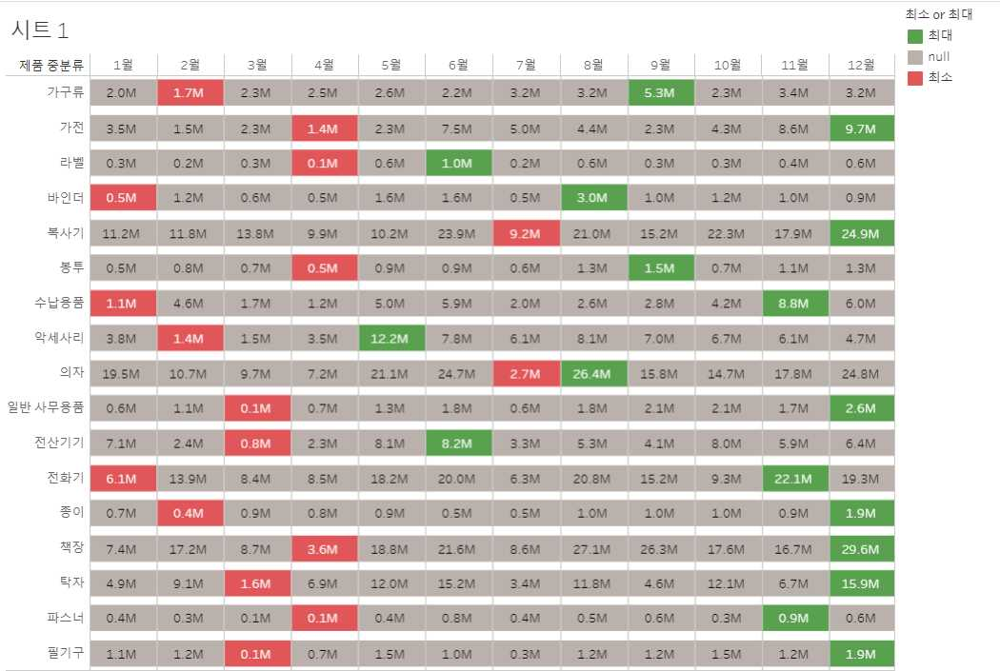 시트 1
최소 or 최대
최대
null
최소
제품 중분류 1월 2월 3월 4월 5월 6월 7월 8월 9월 10월 11월 12월
가구류 2.0M 1.7M 2.3M 2.5M 2.6M 2.2M 3.2M 3.2M 5.3M 2.3M 3.4M 3.2M
가전 3.5M 1.5M 2.3M 1.4M 2.3M 7.5M 5.0M 4.4M 2.3M 4.3M 8.6M 9.7M
라벨 0.3M 0.2M 0.3M 0.1M 0.6M 1.0M 0.2M 0.6M 0.3M 0.3M 0.4M 0.6M
바인더 0.5M 1.2M 0.6M 0.5M 1.6M 1.6M 0.5M 3.0M 1.0M 1.2M 1.0M 0.9M
복사기 11.2M 11.8M 13.8M 9.9M 10.2M 23.9M 9.2M 21.0M 15.2M 22.3M 17.9M 24.9M
봉투 0.5M 0.8M 0.7M 0.5M 0.9M 0.9M 0.6M 1.3M 1.5M 0.7M 1.1M 1.3M
수납용품 1.1M 4.6M 1.7M 1.2M 5.0M 5.9M 2.0M 2.6M 2.8M 4.2M 8.8M 6.0M
악세사리 3.8M 1.4M 1.5M 3.5M 12.2M 7.8M 6.1M 8.1M 7.0M 6.7M 6.1M 4.7M
의자 19.5M 10.7M 9.7M 7.2M 21.1M 24.7M 2.7M 26.4M 15.8M 14.7M 17.8M 24.8M
일반 사무용품 0.6M 1.1M 0.1M 0.7M 1.3M 1.8M 0.6M 1.8M 2.1M 2.1M 1.7M 2.6M
전산기기 7.1M 2.4M 0.8M 2.3M 8.1M 8.2M 3.3M 5.3M 4.1M 8.0M 5.9M 6.4M
전화기 6.1M 13.9M 8.4M 8.5M 18.2M 20.0M 6.3M 20.8M 15.2M 9.3M 22.1M 19.3M
종이 0.7M 0.4M 0.9M 0.8M 0.9M 0.5M 0.5M 1.0M 1.0M 1.0M 0.9M 1.9M
책장 7.4M 17.2M 8.7M 3.6M 18.8M 21.6M 8.6M 27.1M 26.3M 17.6M 16.7M 29.6M
탁자 4.9M 9.1M 1.6M 6.9M 12.0M 15.2M 3.4M 11.8M 4.6M 12.1M 6.7M 15.9M
파스너 0.4M 0.3M 0.1M 0.1M 0.4M 0.8M 0.4M 0.5M 0.6M 0.3M 0.9M 0.6M
필기구 1.1M 1.2M 0.1M 0.7M 1.5M 1.0M 0.3M 1.2M 1.2M 1.5M 1.2M 1.9M